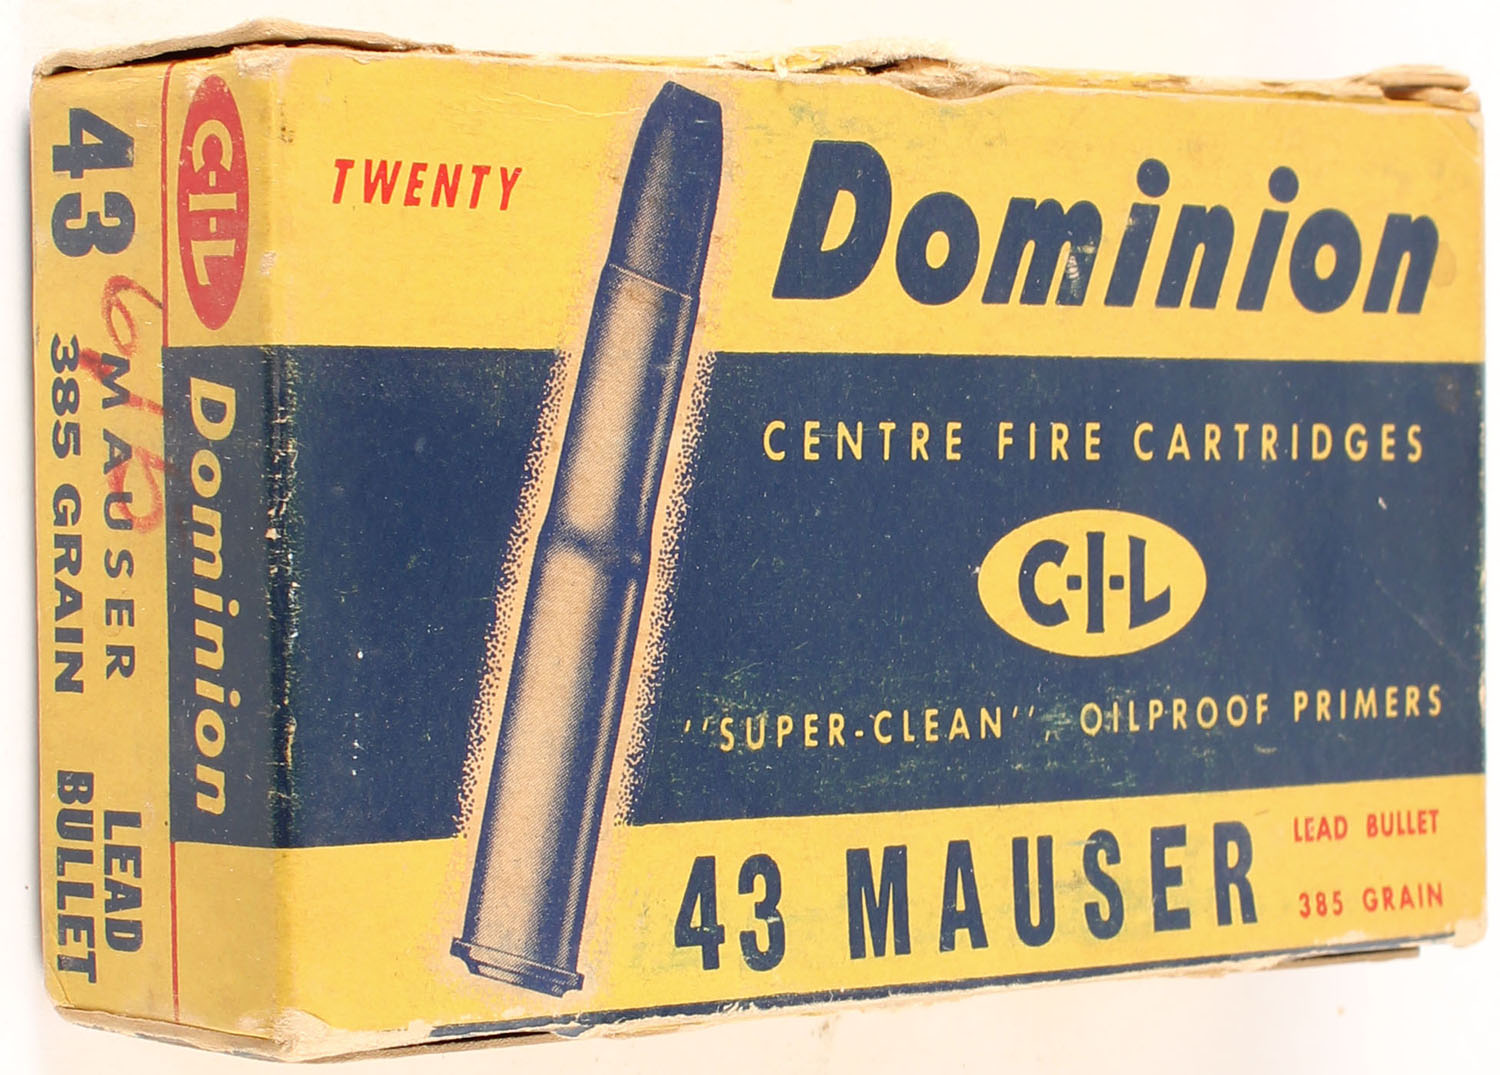 TWENTY
Dominion
CENTRE FIRE CARTRIDGES
C-I-L
"SUPER-CLEAN" OILPROOF PRIMERS
43 MAUSER
LEAD BULLET
385 GRAIN
C-I-L
Dominion
43 MAUSER
385 GRAIN
LEAD
BULLET